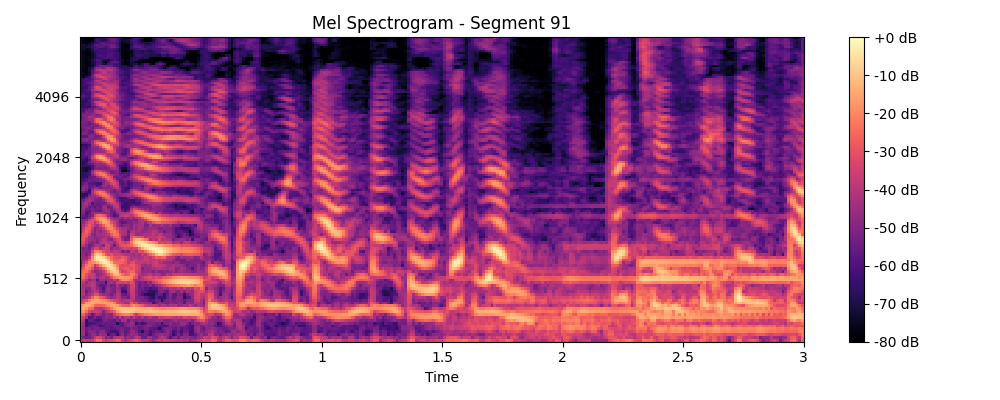 Mel Spectrogram - Segment 91
+0 dB
-10 dB
-20 dB
-30 dB
-40 dB
-50 dB
-60 dB
-70 dB
-80 dB
4096
2048
1024
512
0
Frequency
0
0.5
1
1.5
2
2.5
3
Time